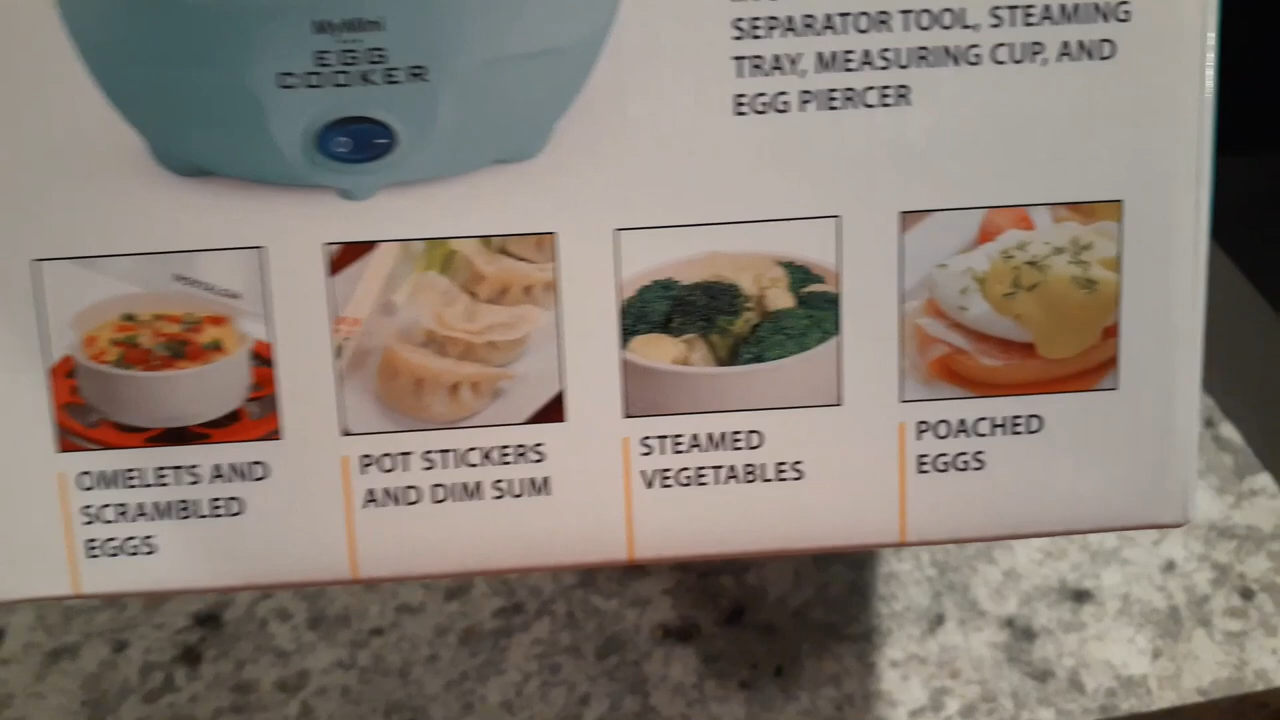 MyMini
EGG
COOKER
SEPARATOR TOOL, STEAMING
TRAY, MEASURING CUP, AND
EGG PIERCER
OMELETS AND
SCRAMBLED
EGGS
POT STICKERS
AND DIM SUM
STEAMED
VEGETABLES
POACHED
EGGS